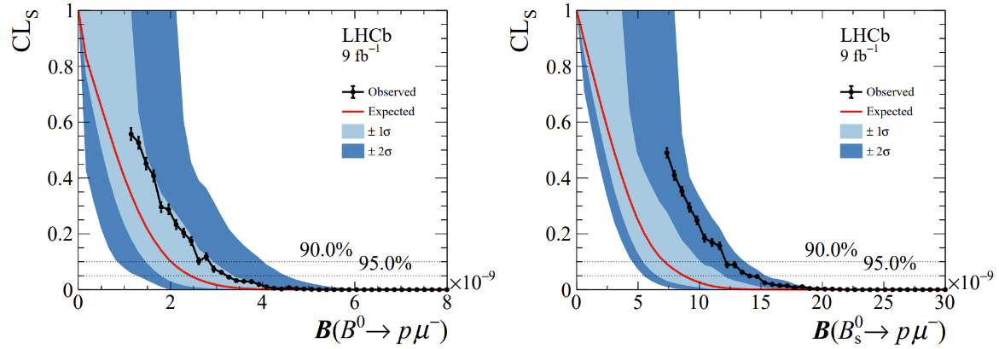 CL_S
1
0.8
0.6
0.4
0.2
0
LHCb
9 fb⁻¹
Observed
Expected
± 1σ
± 2σ
90.0%
95.0%
×10⁻⁹
0 2 4 6 8
B(B⁰→ pμ⁻)
CL_S
1
0.8
0.6
0.4
0.2
0
LHCb
9 fb⁻¹
Observed
Expected
± 1σ
± 2σ
90.0%
95.0%
×10⁻⁹
0 5 10 15 20 25 30
B(B_s⁰→ pμ⁻)